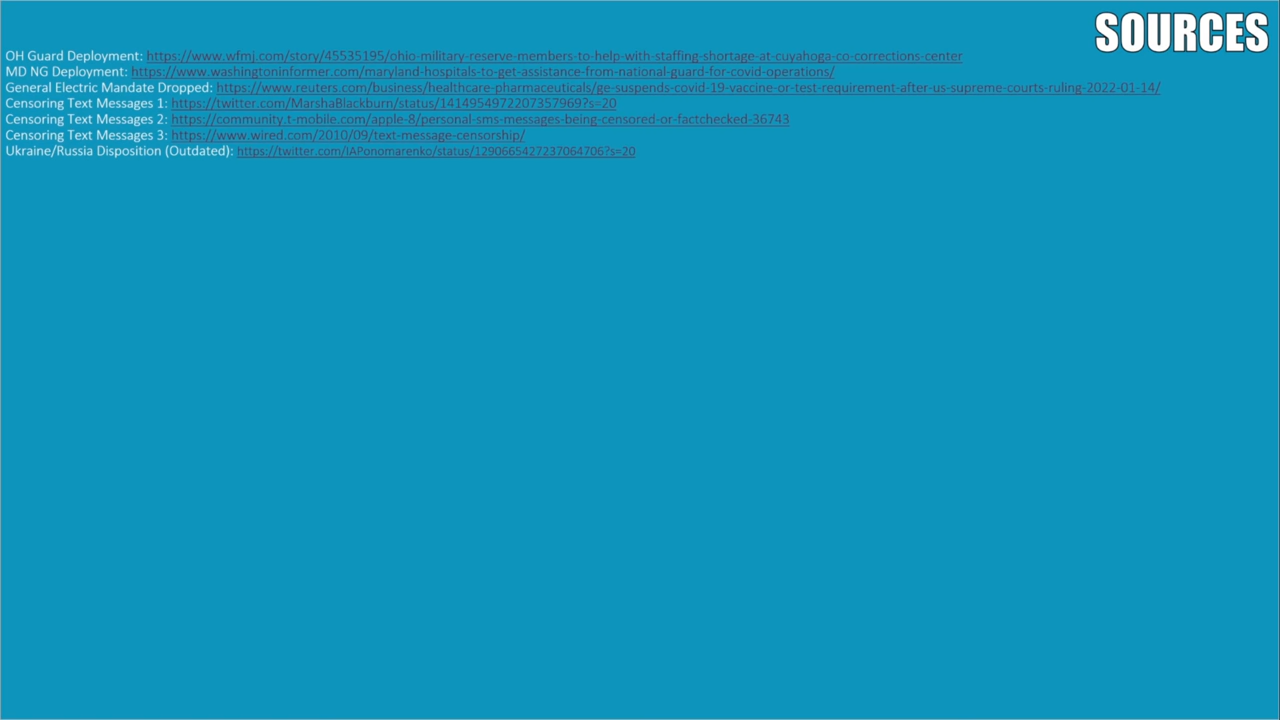 SOURCES
OH Guard Deployment: https://www.wfmj.com/story/45535195/ohio-military-reserve-members-to-help-with-staffing-shortage-at-cuyahoga-co-corrections-center
MD NG Deployment: https://www.washingtoninformer.com/maryland-hospitals-to-get-assistance-from-national-guard-for-covid-operations/
General Electric Mandate Dropped: https://www.reuters.com/business/healthcare-pharmaceuticals/ge-suspends-covid-19-vaccine-or-test-requirement-after-us-supreme-courts-ruling-2022-01-14/
Censoring Text Messages 1: https://twitter.com/MarshaBlackburn/status/1414954972207357969?s=20
Censoring Text Messages 2: https://community.t-mobile.com/apple-8/personal-sms-messages-being-censored-or-factchecked-36743
Censoring Text Messages 3: https://www.wired.com/2010/09/text-message-censorship/
Ukraine/Russia Disposition (Outdated): https://twitter.com/IAPonomarenko/status/1290665427237064706?s=20